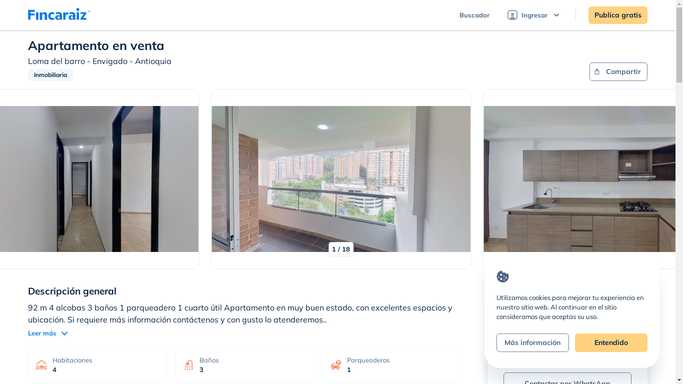 Fincaraiz
Buscador
Ingresar
Publica gratis
Apartamento en venta
Loma del barro - Envigado - Antioquia
Inmobiliaria
Compartir
1 / 18
Descripción general
92 m 4 alcobas 3 baños 1 parqueadero 1 cuarto útil Apartamento en muy buen estado, con excelentes espacios y
ubicación. Si requiere más información contáctenos y con gusto lo atenderemos..
Leer más
Habitaciones
4
Baños
3
Parqueaderos
1
Utilizamos cookies para mejorar tu experiencia en
nuestro sitio web. Al continuar en el sitio
consideramos que aceptas su uso.
Más información
Entendido
Contactar por WhatsApp